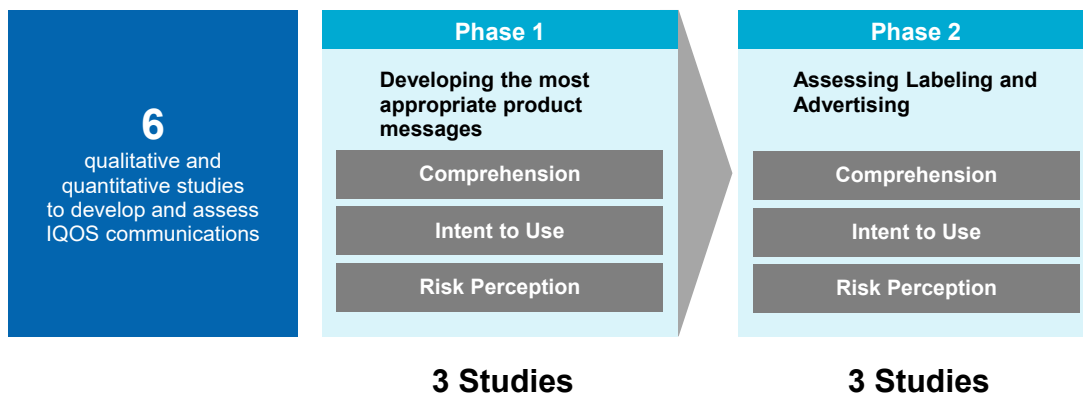 6
qualitative and
quantitative studies
to develop and assess
IQOS communications
Phase 1
Developing the most
appropriate product
messages
Comprehension
Intent to Use
Risk Perception
3 Studies
Phase 2
Assessing Labeling and
Advertising
Comprehension
Intent to Use
Risk Perception
3 Studies